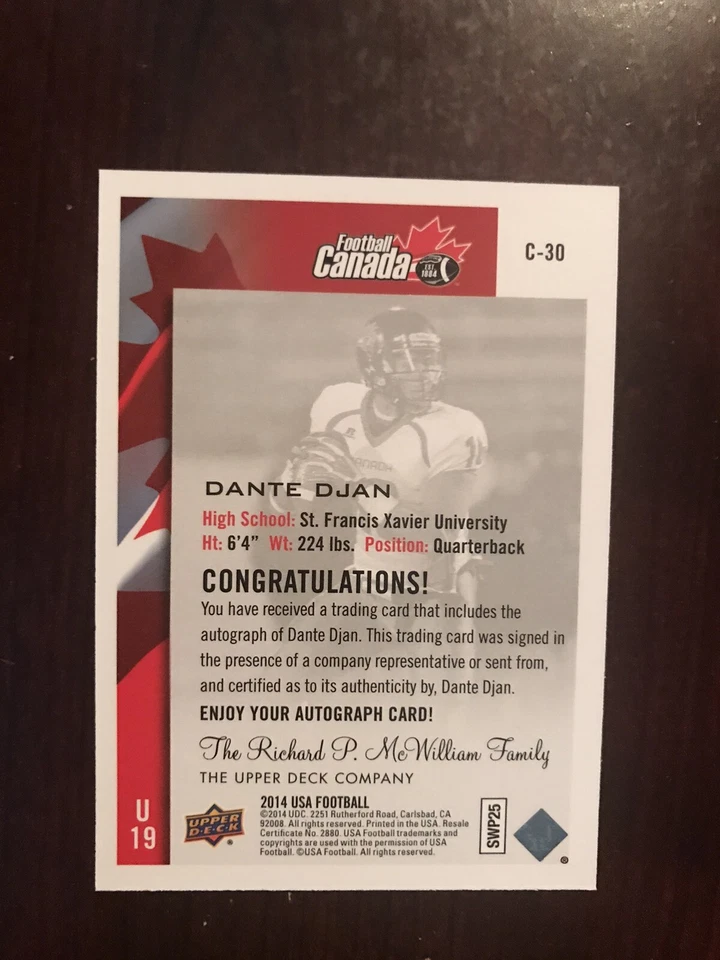 Football
Canada
EST
1884
C-30
CANADA
DANTE DJAN
High School: St. Francis Xavier University
Ht: 6'4" Wt: 224 lbs. Position: Quarterback
CONGRATULATIONS!
You have received a trading card that includes the
autograph of Dante Djan. This trading card was signed in
the presence of a company representative or sent from,
and certified as to its authenticity by, Dante Djan.
ENJOY YOUR AUTOGRAPH CARD!
The Richard P. McWilliam Family
THE UPPER DECK COMPANY
U
19
UPPER
D·E·C·K
2014 USA FOOTBALL
©2014 UDC. 2251 Rutherford Road, Carlsbad, CA
92008. All rights reserved. Printed in the USA. Resale
Certificate No. 2880. USA Football trademarks and
copyrights are used with the permission of USA
Football. ©USA Football. All rights reserved.
SWP25